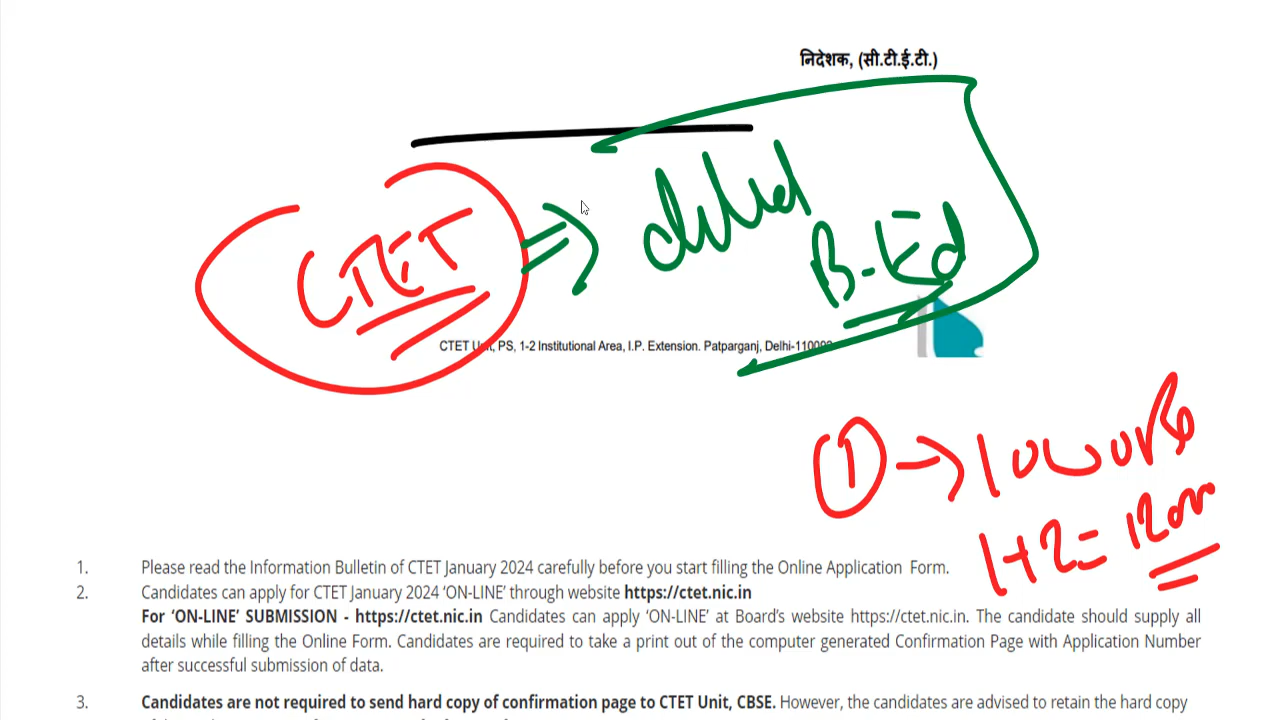 निदेशक, (सी.टी.ई.टी.)
CTET
B-Ed
CTET Unit, PS, 1-2 Institutional Area, I.P. Extension. Patparganj, Delhi-110092
1 →
1+2=
1. Please read the Information Bulletin of CTET January 2024 carefully before you start filling the Online Application Form.
2. Candidates can apply for CTET January 2024 ‘ON-LINE’ through website https://ctet.nic.in
For ‘ON-LINE’ SUBMISSION - https://ctet.nic.in Candidates can apply ‘ON-LINE’ at Board’s website https://ctet.nic.in. The candidate should supply all
details while filling the Online Form. Candidates are required to take a print out of the computer generated Confirmation Page with Application Number
after successful submission of data.
3. Candidates are not required to send hard copy of confirmation page to CTET Unit, CBSE. However, the candidates are advised to retain the hard copy